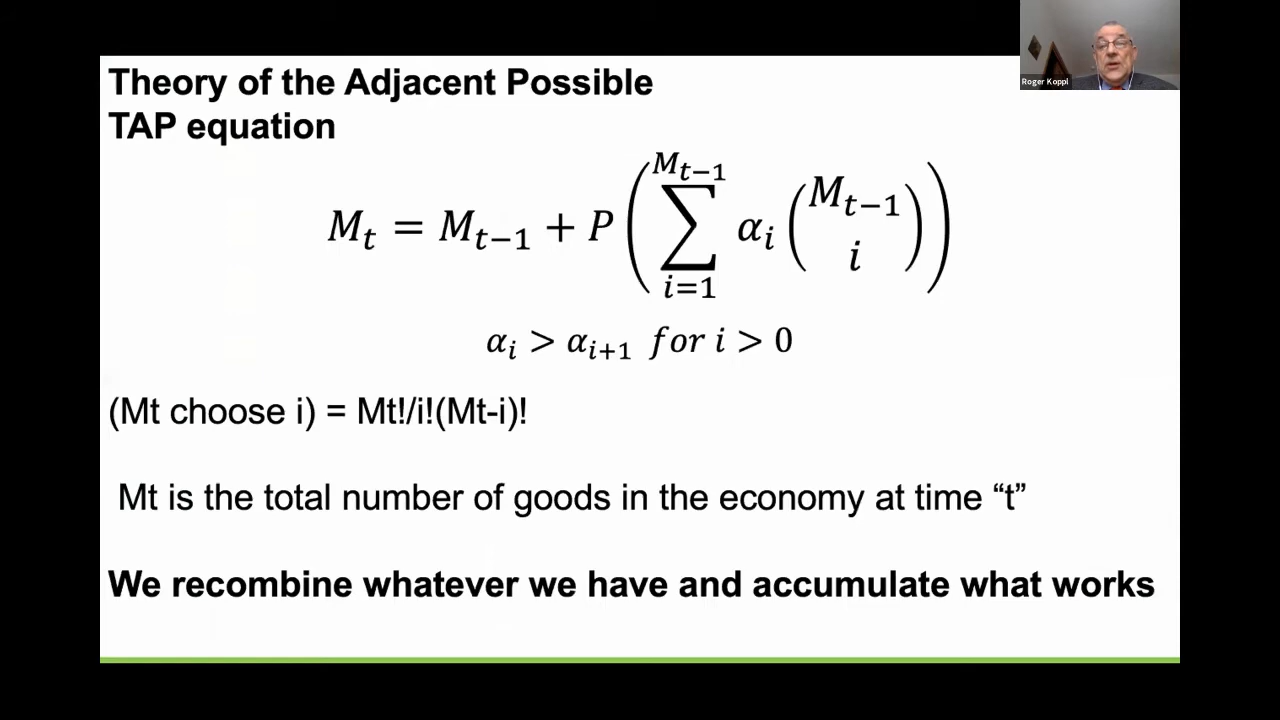 Theory of the Adjacent Possible
TAP equation
M_t = M_{t−1} + P(∑_{i=1}^{M_{t−1}} α_i (M_{t−1} choose i))
α_i > α_{i+1} for i > 0
(Mt choose i) = Mt!/i!(Mt-i)!
Mt is the total number of goods in the economy at time “t”
We recombine whatever we have and accumulate what works
Roger Koppl